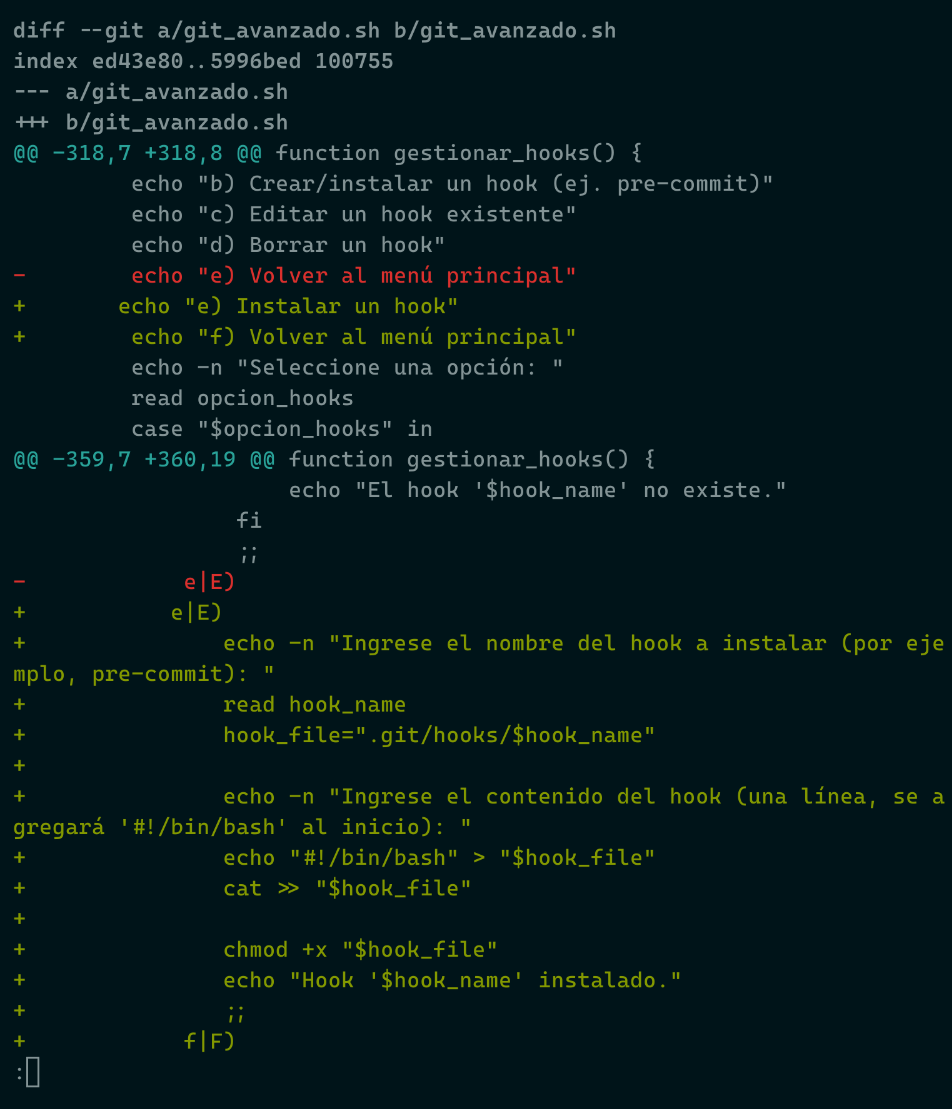 diff --git a/git_avanzado.sh b/git_avanzado.sh
index ed43e80..5996bed 100755
--- a/git_avanzado.sh
+++ b/git_avanzado.sh
@@ -318,7 +318,8 @@ function gestionar_hooks() {
         echo "b) Crear/instalar un hook (ej. pre-commit)"
         echo "c) Editar un hook existente"
         echo "d) Borrar un hook"
-        echo "e) Volver al menú principal"
+       echo "e) Instalar un hook"
+        echo "f) Volver al menú principal"
         echo -n "Seleccione una opción: "
         read opcion_hooks
         case "$opcion_hooks" in
@@ -359,7 +360,19 @@ function gestionar_hooks() {
                     echo "El hook '$hook_name' no existe."
                 fi
                 ;;
-            e|E)
+           e|E)
+               echo -n "Ingrese el nombre del hook a instalar (por eje
mplo, pre-commit): "
+               read hook_name
+               hook_file=".git/hooks/$hook_name"
+
+               echo -n "Ingrese el contenido del hook (una línea, se a
gregará '#!/bin/bash' al inicio): "
+               echo "#!/bin/bash" > "$hook_file"
+               cat >> "$hook_file"
+
+               chmod +x "$hook_file"
+               echo "Hook '$hook_name' instalado."
+               ;;
+            f|F)
: